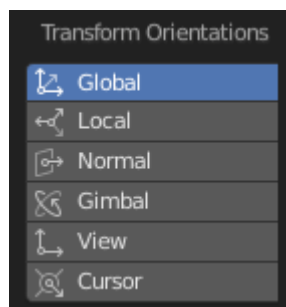 Transform Orientations
Global
Local
Normal
Gimbal
View
Cursor